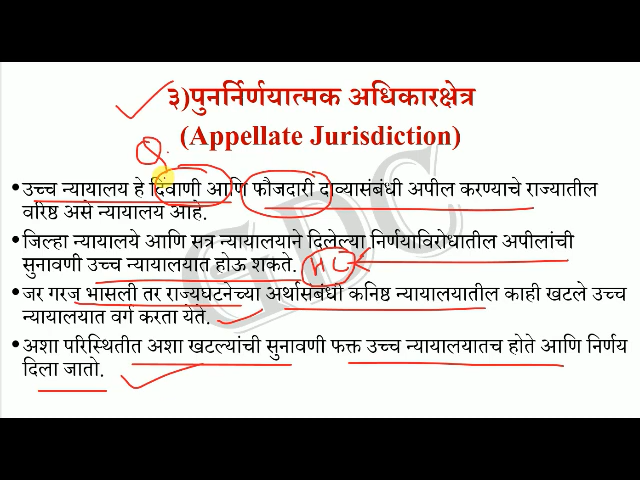 ३)पुनर्निर्णयात्मक अधिकारक्षेत्र
(Appellate Jurisdiction)
Q.
• उच्च न्यायालय हे दिवाणी आणि फौजदारी दाव्यासंबंधी अपील करण्याचे राज्यातील
वरिष्ठ असे न्यायालय आहे.
• जिल्हा न्यायालये आणि सत्र न्यायालयाने दिलेल्या निर्णयाविरोधातील अपीलांची
सुनावणी उच्च न्यायालयात होऊ शकते. HC
• जर गरज भासली तर राज्यघटनेच्या अर्थासंबंधी कनिष्ठ न्यायालयातील काही खटले उच्च
न्यायालयात वर्ग करता येते.
• अशा परिस्थितीत अशा खटल्यांची सुनावणी फक्त उच्च न्यायालयातच होते आणि निर्णय
दिला जातो.
GDC